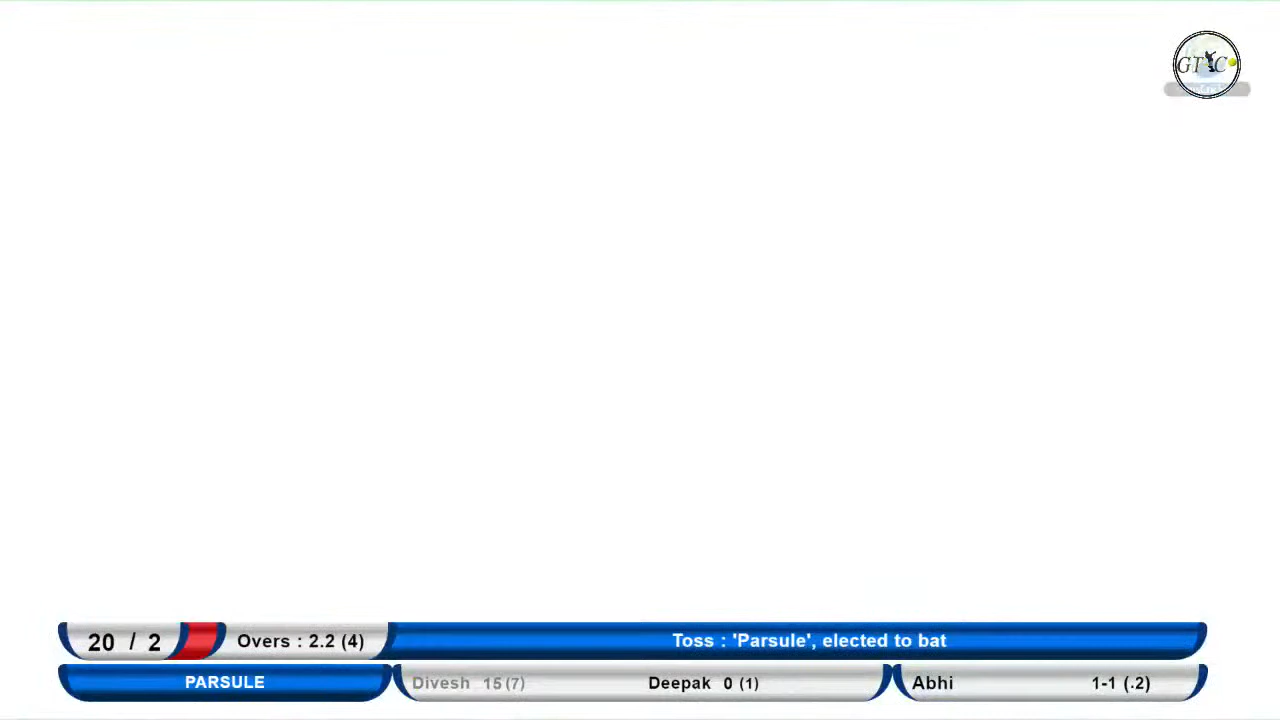 GTC
20 / 2
Overs : 2.2 (4)
Toss : 'Parsule', elected to bat
PARSULE
Divesh 15 (7)
Deepak 0 (1)
Abhi 1-1 (.2)